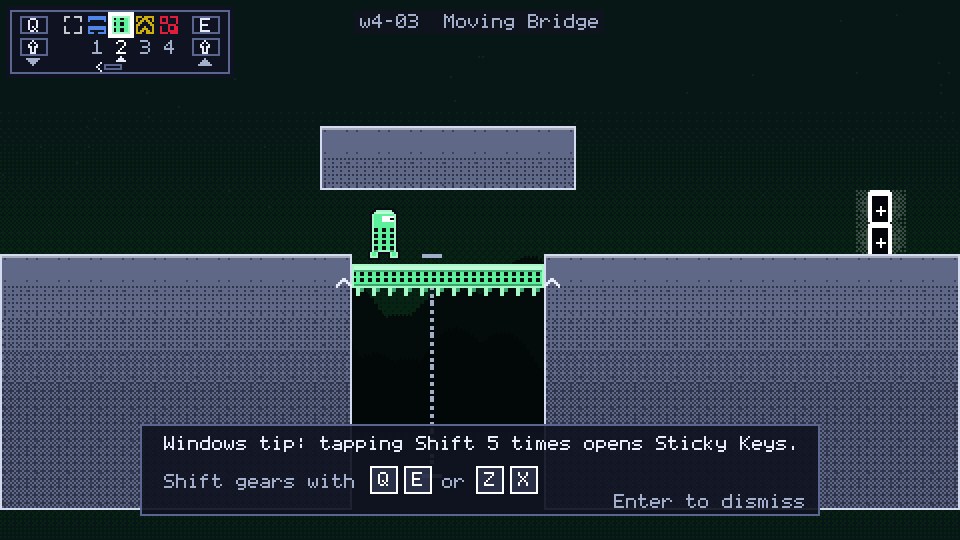 w4-03 Moving Bridge
Q E
1 2 3 4
Windows tip: tapping Shift 5 times opens Sticky Keys.
Shift gears with Q E or Z X
Enter to dismiss